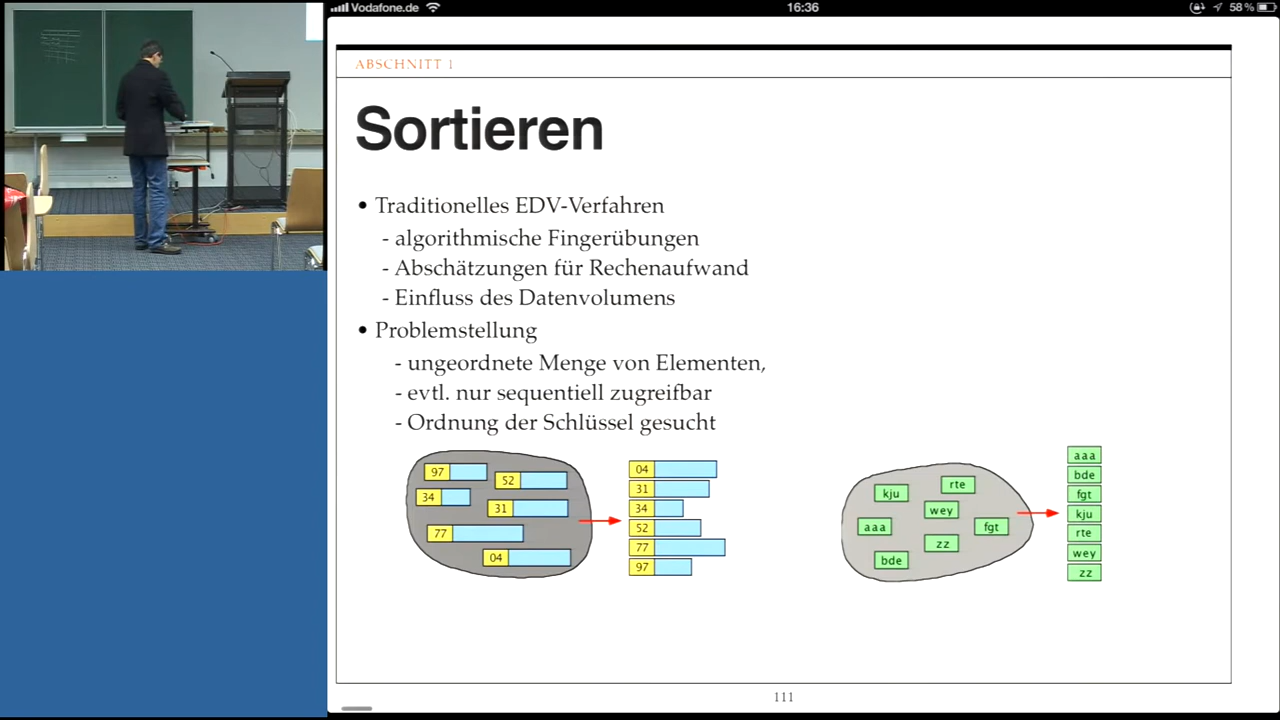 Vodafone.de 16:36 58 %
ABSCHNITT 1
Sortieren
• Traditionelles EDV-Verfahren
- algorithmische Fingerübungen
- Abschätzungen für Rechenaufwand
- Einfluss des Datenvolumens
• Problemstellung
- ungeordnete Menge von Elementen,
- evtl. nur sequentiell zugreifbar
- Ordnung der Schlüssel gesucht
97
52
34
31
77
04
04
31
34
52
77
97
kju
rte
wey
aaa
fgt
zz
bde
aaa
bde
fgt
kju
rte
wey
zz
111